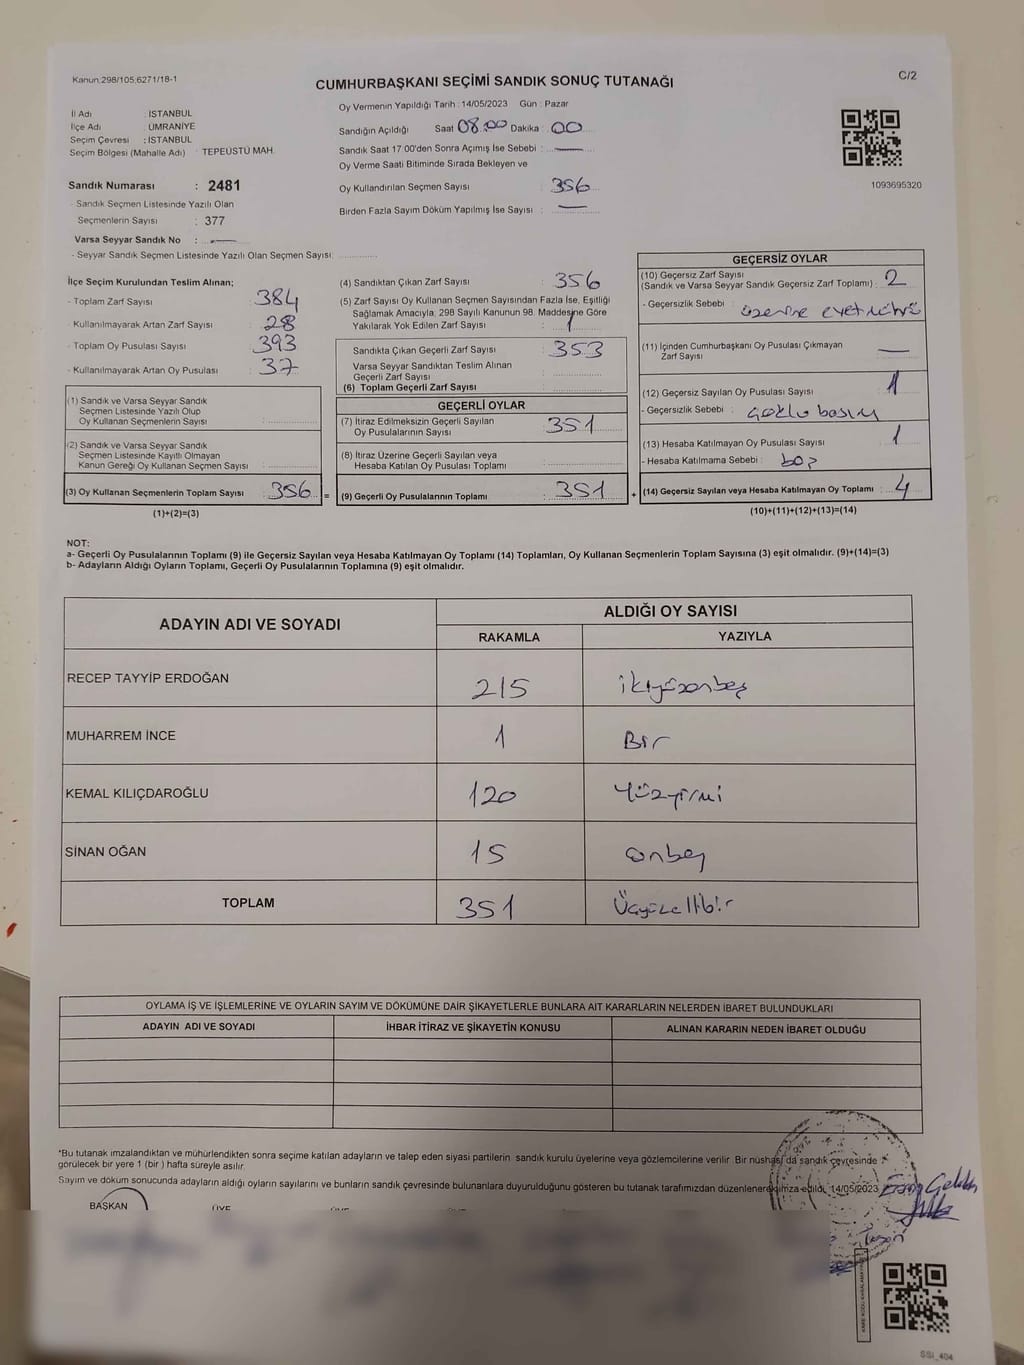 Kanun:298/105,6271/18-1
C/2
CUMHURBAŞKANI SEÇİMİ SANDIK SONUÇ TUTANAĞI
İl Adı : İSTANBUL
İlçe Adı : ÜMRANİYE
Seçim Çevresi : İSTANBUL
Seçim Bölgesi (Mahalle Adı) : TEPEÜSTÜ MAH.
Sandık Numarası : 2481
- Sandık Seçmen Listesinde Yazılı Olan
Seçmenlerin Sayısı : 377
Varsa Seyyar Sandık No : —
- Seyyar Sandık Seçmen Listesinde Yazılı Olan Seçmen Sayısı:
Oy Vermenin Yapıldığı Tarih : 14/05/2023 Gün : Pazar
Sandığın Açıldığı Saat 08:00 Dakika : 00
Sandık Saat 17:00'den Sonra Açımış İse Sebebi : —
Oy Verme Saati Bitiminde Sırada Bekleyen ve
Oy Kullandırılan Seçmen Sayısı : 356
Birden Fazla Sayım Döküm Yapılmış İse Sayısı : —
1093695320
İlçe Seçim Kurulundan Teslim Alınan;
- Toplam Zarf Sayısı : 384
- Kullanılmayarak Artan Zarf Sayısı : 28
- Toplam Oy Pusulası Sayısı : 393
- Kullanılmayarak Artan Oy Pusulası : 37
(1) Sandık ve Varsa Seyyar Sandık
Seçmen Listesinde Yazılı Olup
Oy Kullanan Seçmenlerin Sayısı :
(2) Sandık ve Varsa Seyyar Sandık
Seçmen Listesinde Kayıtlı Olmayan
Kanun Gereği Oy Kullanan Seçmen Sayısı :
(3) Oy Kullanan Seçmenlerin Toplam Sayısı : 356 =
(1)+(2)=(3)
(4) Sandıktan Çıkan Zarf Sayısı : 356
(5) Zarf Sayısı Oy Kullanan Seçmen Sayısından Fazla İse, Eşitliği
Sağlamak Amacıyla, 298 Sayılı Kanunun 98. Maddesine Göre
Yakılarak Yok Edilen Zarf Sayısı : 1
Sandıkta Çıkan Geçerli Zarf Sayısı : 353
Varsa Seyyar Sandıktan Teslim Alınan
Geçerli Zarf Sayısı :
(6) Toplam Geçerli Zarf Sayısı :
GEÇERLİ OYLAR
(7) İtiraz Edilmeksizin Geçerli Sayılan
Oy Pusulalarının Sayısı : 351
(8) İtiraz Üzerine Geçerli Sayılan veya
Hesaba Katılan Oy Pusulası Toplamı :
(9) Geçerli Oy Pusulalarının Toplamı : 351 +
GEÇERSİZ OYLAR
(10) Geçersiz Zarf Sayısı
(Sandık ve Varsa Seyyar Sandık Geçersiz Zarf Toplamı) : 2
- Geçersizlik Sebebi : üzerine evet mührü
(11) İçinden Cumhurbaşkanı Oy Pusulası Çıkmayan
Zarf Sayısı : —
(12) Geçersiz Sayılan Oy Pusulası Sayısı : 1
- Geçersizlik Sebebi : çoklu basım
(13) Hesaba Katılmayan Oy Pusulası Sayısı : 1
- Hesaba Katılmama Sebebi : boş
(14) Geçersiz Sayılan veya Hesaba Katılmayan Oy Toplamı : 4
(10)+(11)+(12)+(13)=(14)
NOT:
a- Geçerli Oy Pusulalarının Toplamı (9) ile Geçersiz Sayılan veya Hesaba Katılmayan Oy Toplamı (14) Toplamları, Oy Kullanan Seçmenlerin Toplam Sayısına (3) eşit olmalıdır. (9)+(14)=(3)
b- Adayların Aldığı Oyların Toplamı, Geçerli Oy Pusulalarının Toplamına (9) eşit olmalıdır.
ADAYIN ADI VE SOYADI ALDIĞI OY SAYISI
RAKAMLA YAZIYLA
RECEP TAYYİP ERDOĞAN 215 ikiyüzonbeş
MUHARREM İNCE 1 Bir
KEMAL KILIÇDAROĞLU 120 Yüzyirmi
SİNAN OĞAN 15 onbeş
TOPLAM 351 Üçyüzellibir
OYLAMA İŞ VE İŞLEMLERİNE VE OYLARIN SAYIM VE DÖKÜMÜNE DAİR ŞİKAYETLERLE BUNLARA AİT KARARLARIN NELERDEN İBARET BULUNDUKLARI
ADAYIN ADI VE SOYADI İHBAR İTİRAZ VE ŞİKAYETİN KONUSU ALINAN KARARIN NEDEN İBARET OLDUĞU
*Bu tutanak imzalandıktan ve mühürlendikten sonra seçime katılan adayların ve talep eden siyasi partilerin sandık kurulu üyelerine veya gözlemcilerine verilir. Bir nüshası da sandık çevresinde
görülecek bir yere 1 (bir) hafta süreyle asılır.
Sayım ve döküm sonucunda adayların aldığı oyların sayılarını ve bunların sandık çevresinde bulunanlara duyurulduğunu gösteren bu tutanak tarafımızdan düzenlenerek imza edildi. 14/05/2023
BAŞKAN ÜYE
SSI_404